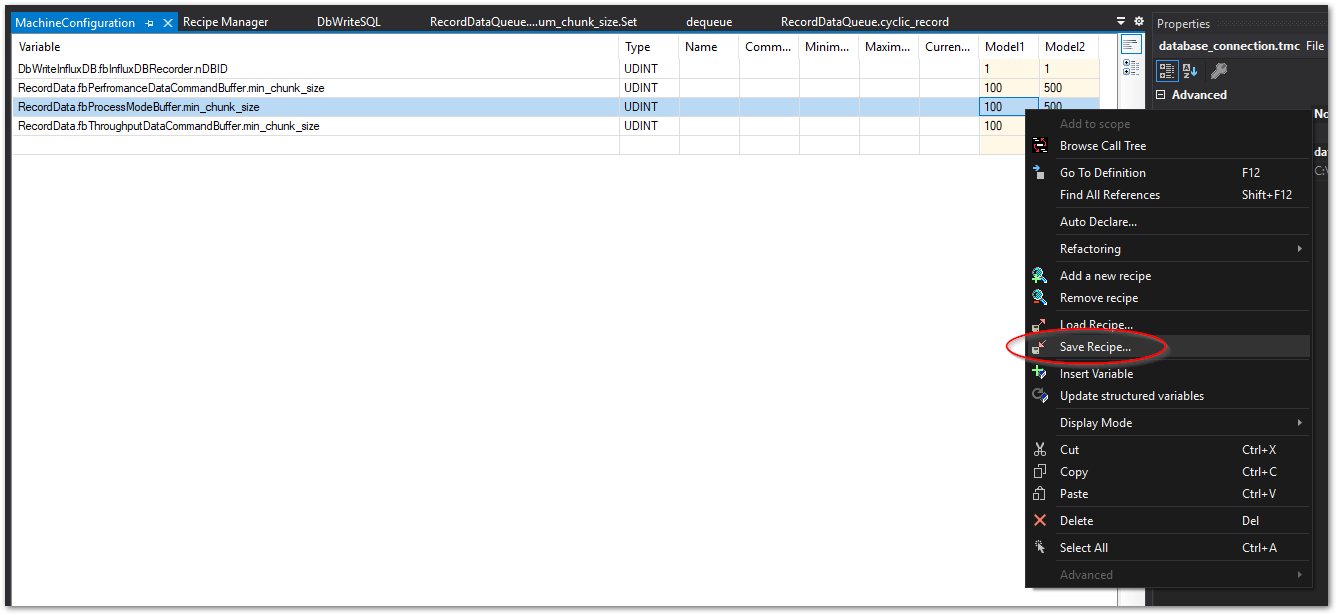 MachineConfiguration Recipe Manager DbWriteSQL RecordDataQueue....um_chunk_size.Set dequeue RecordDataQueue.cyclic_record
Properties
database_connection.tmc File
Advanced
Variable Type Name Comm... Minim... Maxim... Curren... Model1 Model2
DbWriteInfluxDB.fbInfluxDBRecorder.nDBID UDINT 1 1
RecordData.fbPerfromanceDataCommandBuffer.min_chunk_size UDINT 100 500
RecordData.fbProcessModeBuffer.min_chunk_size UDINT 100 500
RecordData.fbThroughputDataCommandBuffer.min_chunk_size UDINT 100
Add to scope
Browse Call Tree
Go To Definition F12
Find All References Shift+F12
Auto Declare...
Refactoring
Add a new recipe
Remove recipe
Load Recipe...
Save Recipe...
Insert Variable
Update structured variables
Display Mode
Cut Ctrl+X
Copy Ctrl+C
Paste Ctrl+V
Delete Del
Select All Ctrl+A
Advanced